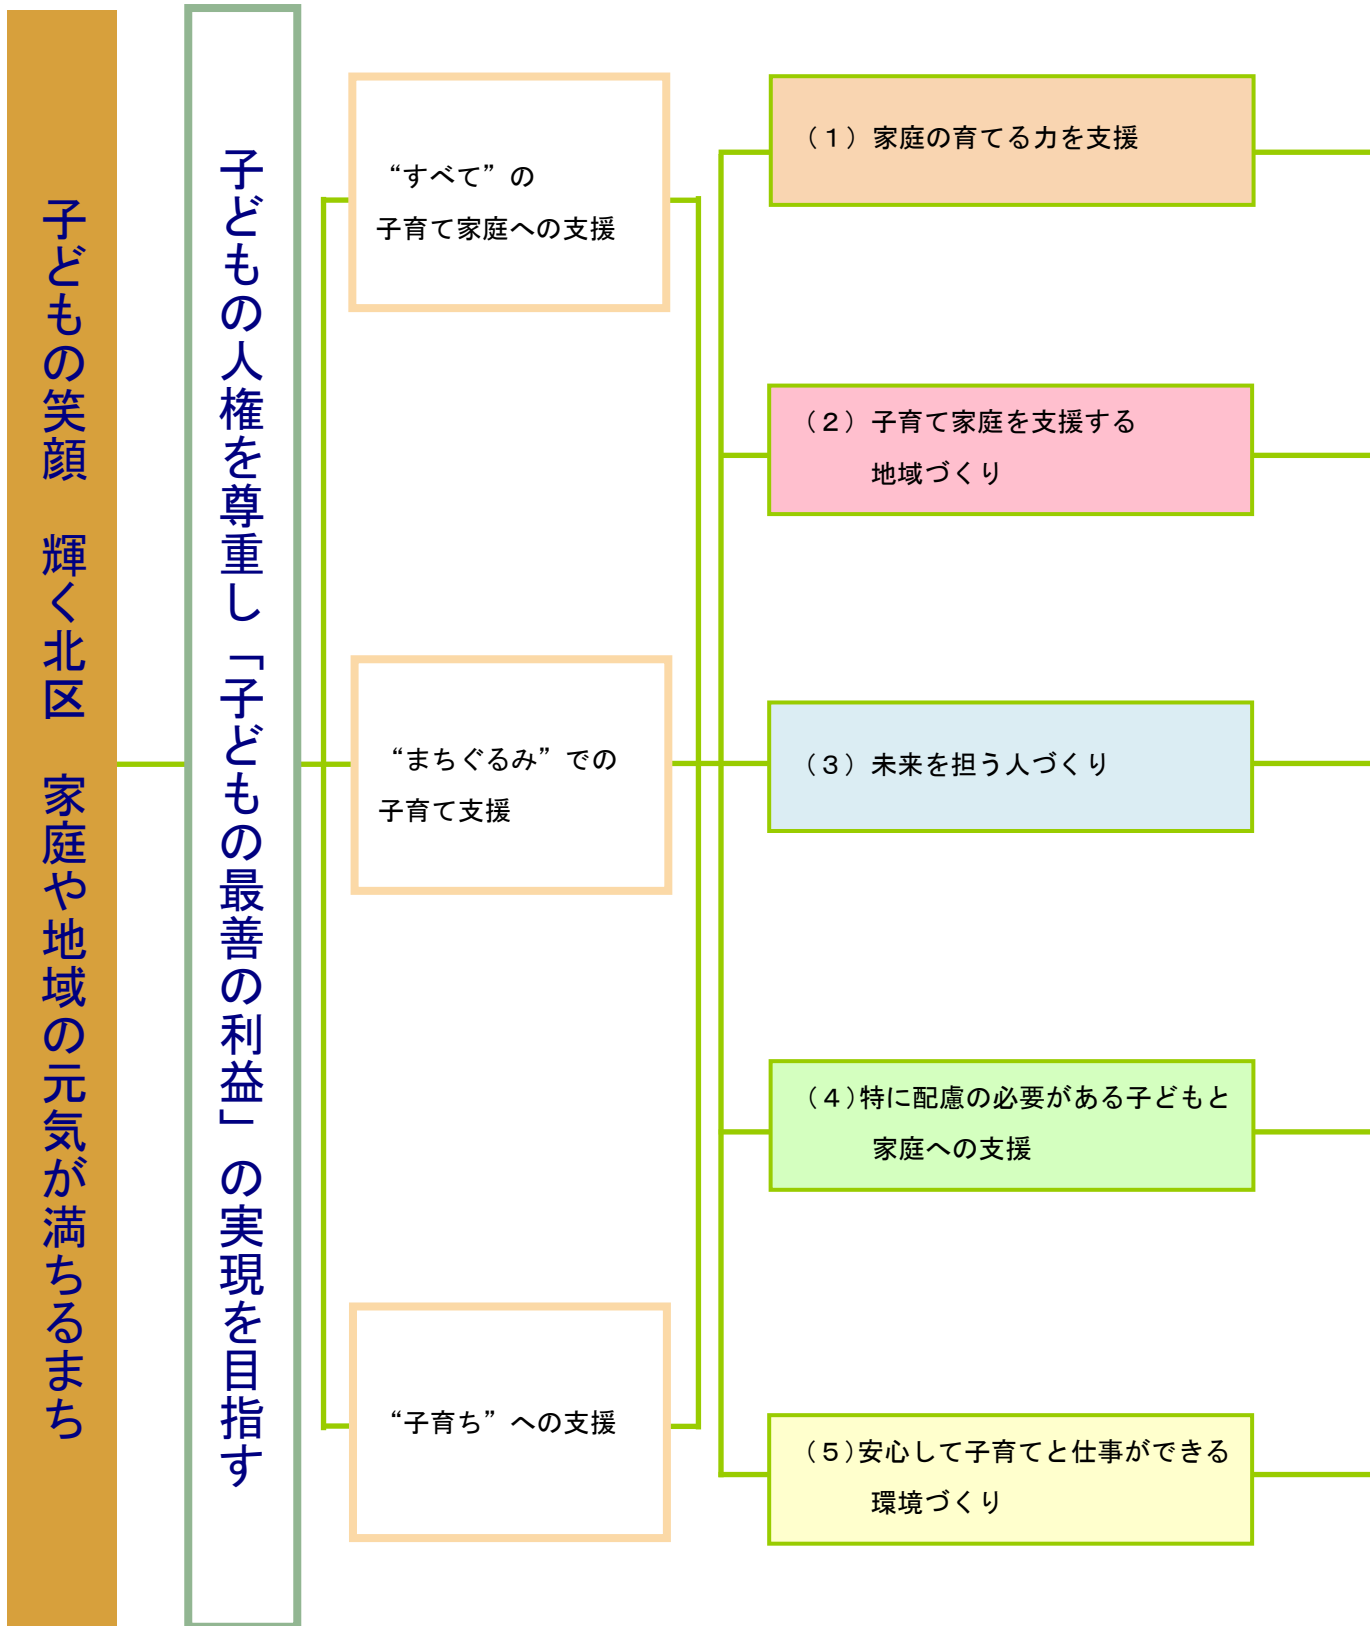 子どもの笑顔　輝く北区　家庭や地域の元気が満ちるまち
子どもの人権を尊重し「子どもの最善の利益」の実現を目指す
“すべて”の
子育て家庭への支援
“まちぐるみ”での
子育て支援
“子育ち”への支援
（１）家庭の育てる力を支援
（２）子育て家庭を支援する
地域づくり
（３）未来を担う人づくり
（４）特に配慮の必要がある子どもと
家庭への支援
（５）安心して子育てと仕事ができる
環境づくり